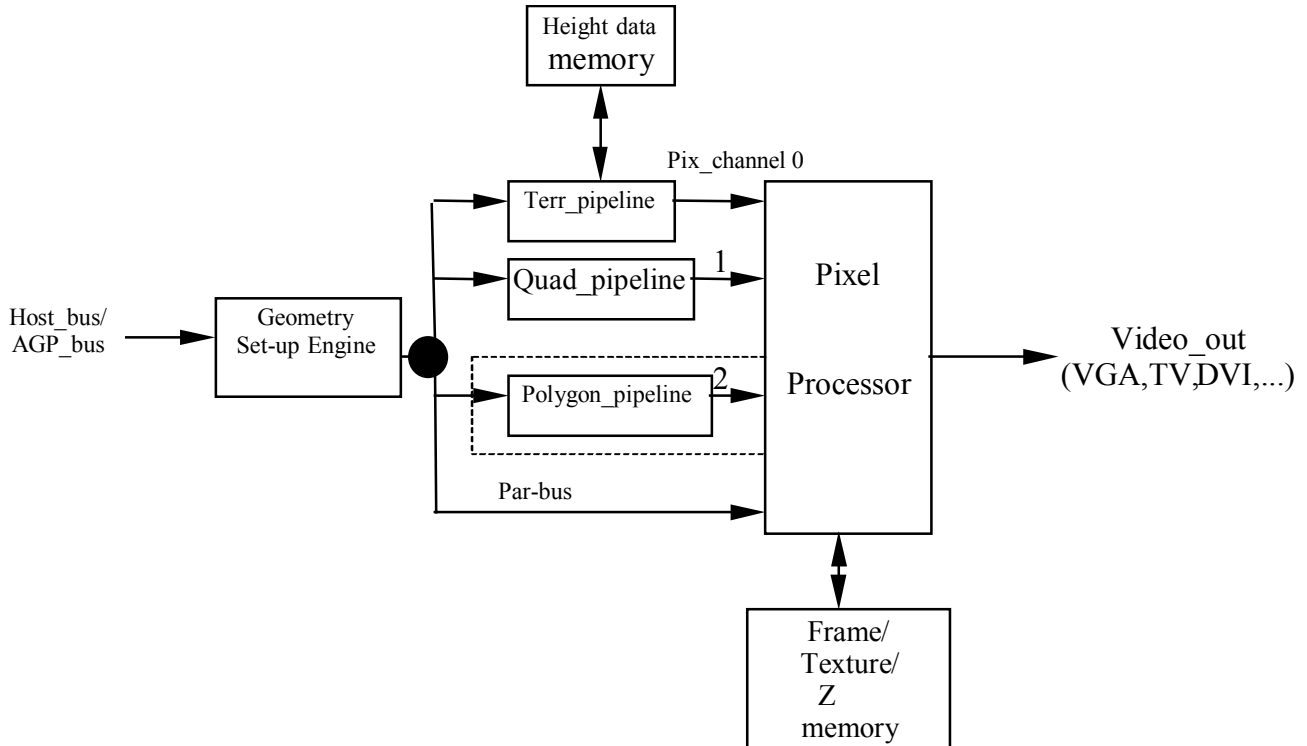 Height data
memory
Pix_channel 0
Terr_pipeline
1
Quad_pipeline
Pixel
Processor
Host_bus/
AGP_bus
Geometry
Set-up Engine
Video_out
(VGA,TV,DVI,...)
2
Polygon_pipeline
Par-bus
Frame/
Texture/
Z
memory